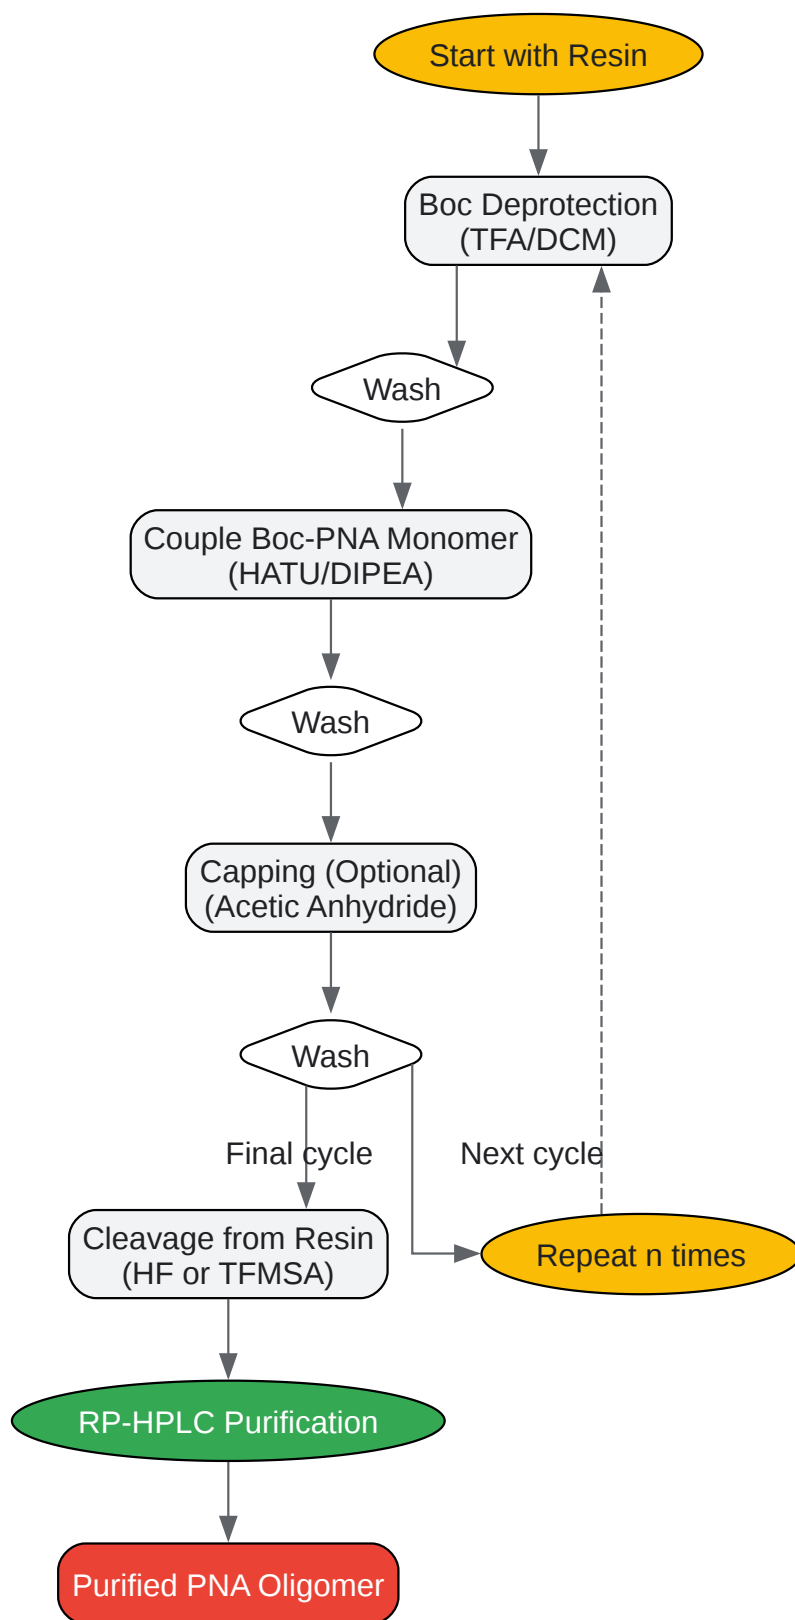 Start with Resin
Boc Deprotection
(TFA/DCM)
Wash
Couple Boc-PNA Monomer
(HATU/DIPEA)
Wash
Capping (Optional)
(Acetic Anhydride)
Wash
Final cycle
Next cycle
Cleavage from Resin
(HF or TFMSA)
Repeat n times
RP-HPLC Purification
Purified PNA Oligomer